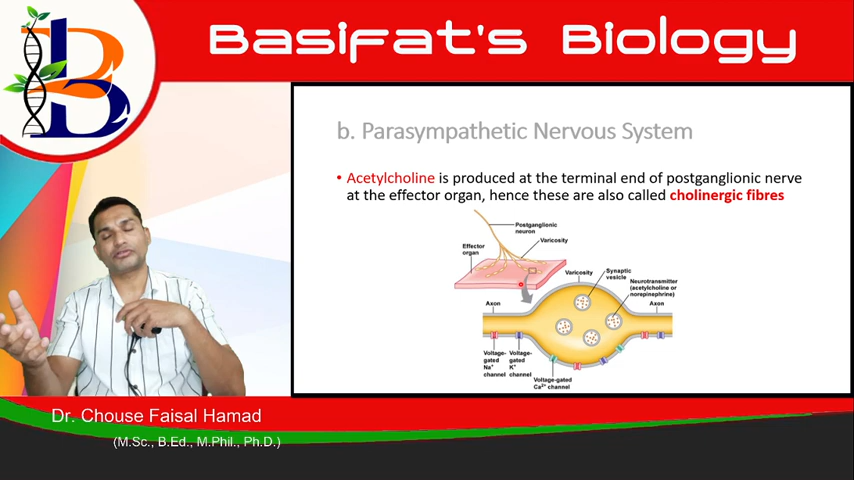 Basifat's Biology
b. Parasympathetic Nervous System
• Acetylcholine is produced at the terminal end of postganglionic nerve
at the effector organ, hence these are also called cholinergic fibres
Postganglionic
neuron
Varicosity
Effector
organ
Varicosity
Synaptic
vesicle
Neurotransmitter
(acetylcholine or
norepinephrine)
Axon
Axon
Voltage-
gated
Na+
channel
Voltage-
gated
K+
channel
Voltage-gated
Ca2+ channel
Dr. Chouse Faisal Hamad
(M.Sc., B.Ed., M.Phil., Ph.D.)